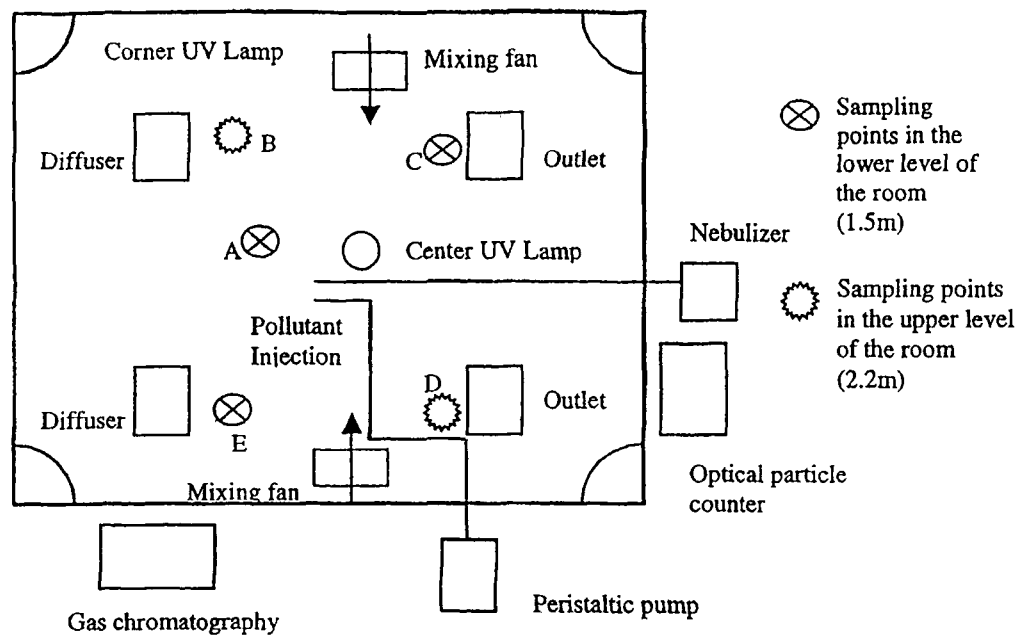 Corner UV Lamp
Mixing fan
Diffuser
B
C
Outlet
A
Center UV Lamp
Nebulizer
Pollutant
Injection
Diffuser
E
D
Outlet
Mixing fan
Optical particle
counter
Gas chromatography
Peristaltic pump
Sampling
points in the
lower level of
the room
(1.5m)
Sampling points
in the upper level
of the room
(2.2m)